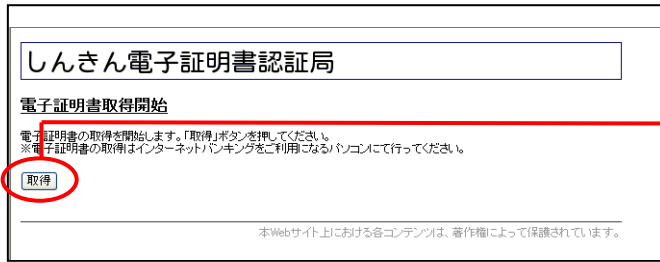 しんきん電子証明書認証局
電子証明書取得開始
電子証明書の取得を開始します。「取得」ボタンを押してください。
※電子証明書の取得はインターネットバンキングをご利用になるパソコンにて行ってください。
取得
本Webサイト上における各コンテンツは、著作権によって保護されています。